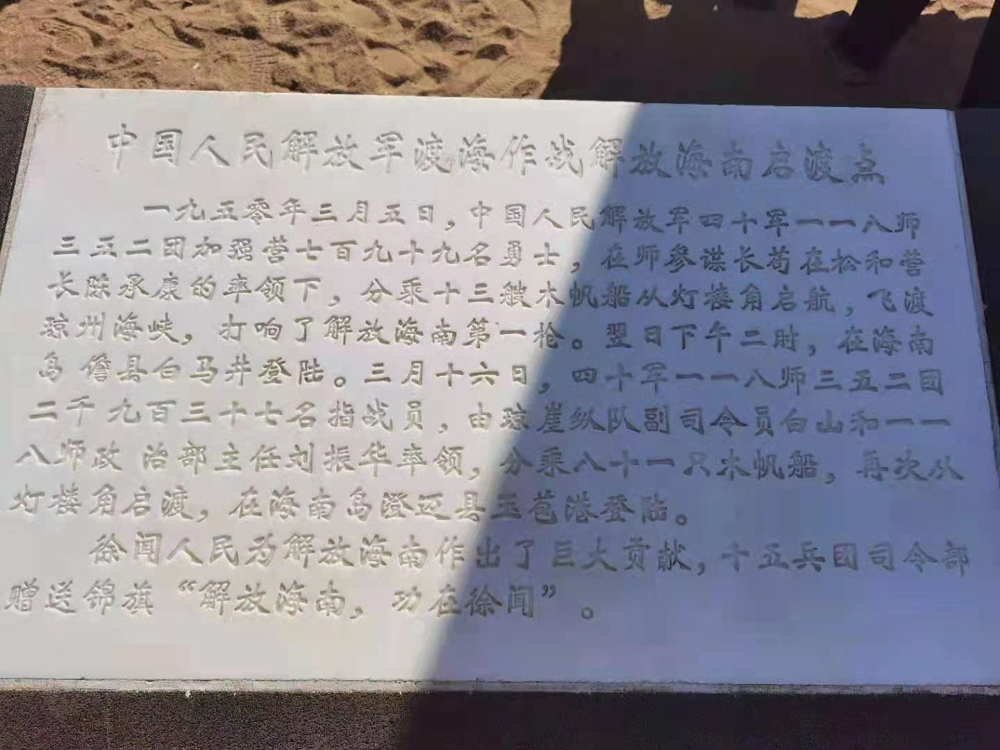 中国人民解放军渡海作战解放海南启渡点
一九五零年三月五日，中国人民解放军四十军一一八师
三五二团加强营七百九十九名勇士，在师参谋长苟在松和营
长陈承康的率领下，分乘十三艘木帆船从灯楼角启航，飞渡
琼州海峡，打响了解放海南第一枪。翌日下午二时，在海南
岛儋县白马井登陆。三月十六日，四十军一一八师三五二团
二千九百三十七名指战员，由琼崖纵队副司令员白山和一一
八师政治部主任刘振华率领，分乘八十一只木帆船，再次从
灯楼角启渡，在海南岛澄迈县玉苞港登陆。
徐闻人民为解放海南作出了巨大贡献，十五兵团司令部
赠送锦旗“解放海南，功在徐闻”。